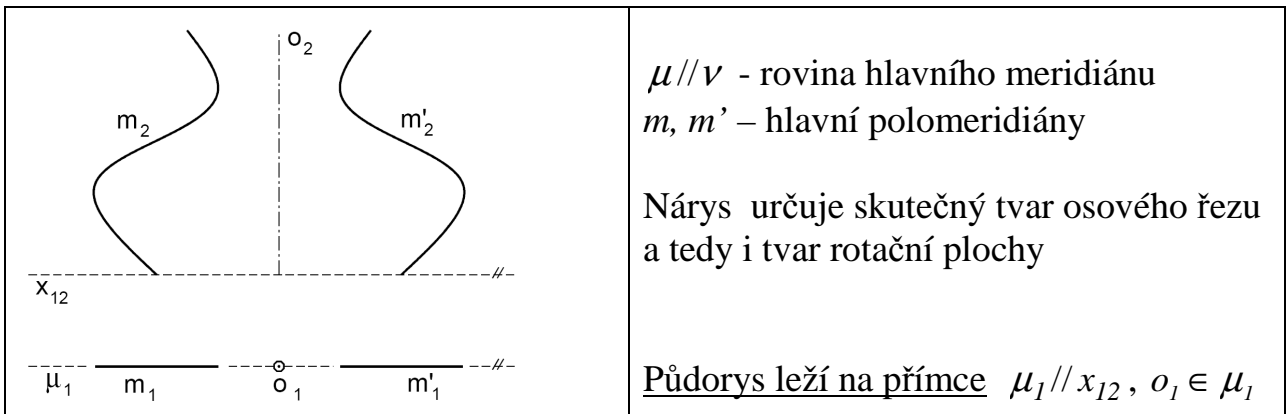 o₂
m₂
m'₂
x₁₂
μ₁
m₁
o₁
m'₁
μ//ν - rovina hlavního meridiánu
m, m’ – hlavní polomeridiány
Nárys určuje skutečný tvar osového řezu
a tedy i tvar rotační plochy
Půdorys leží na přímce μ₁// x₁₂ , o₁ ∈ μ₁